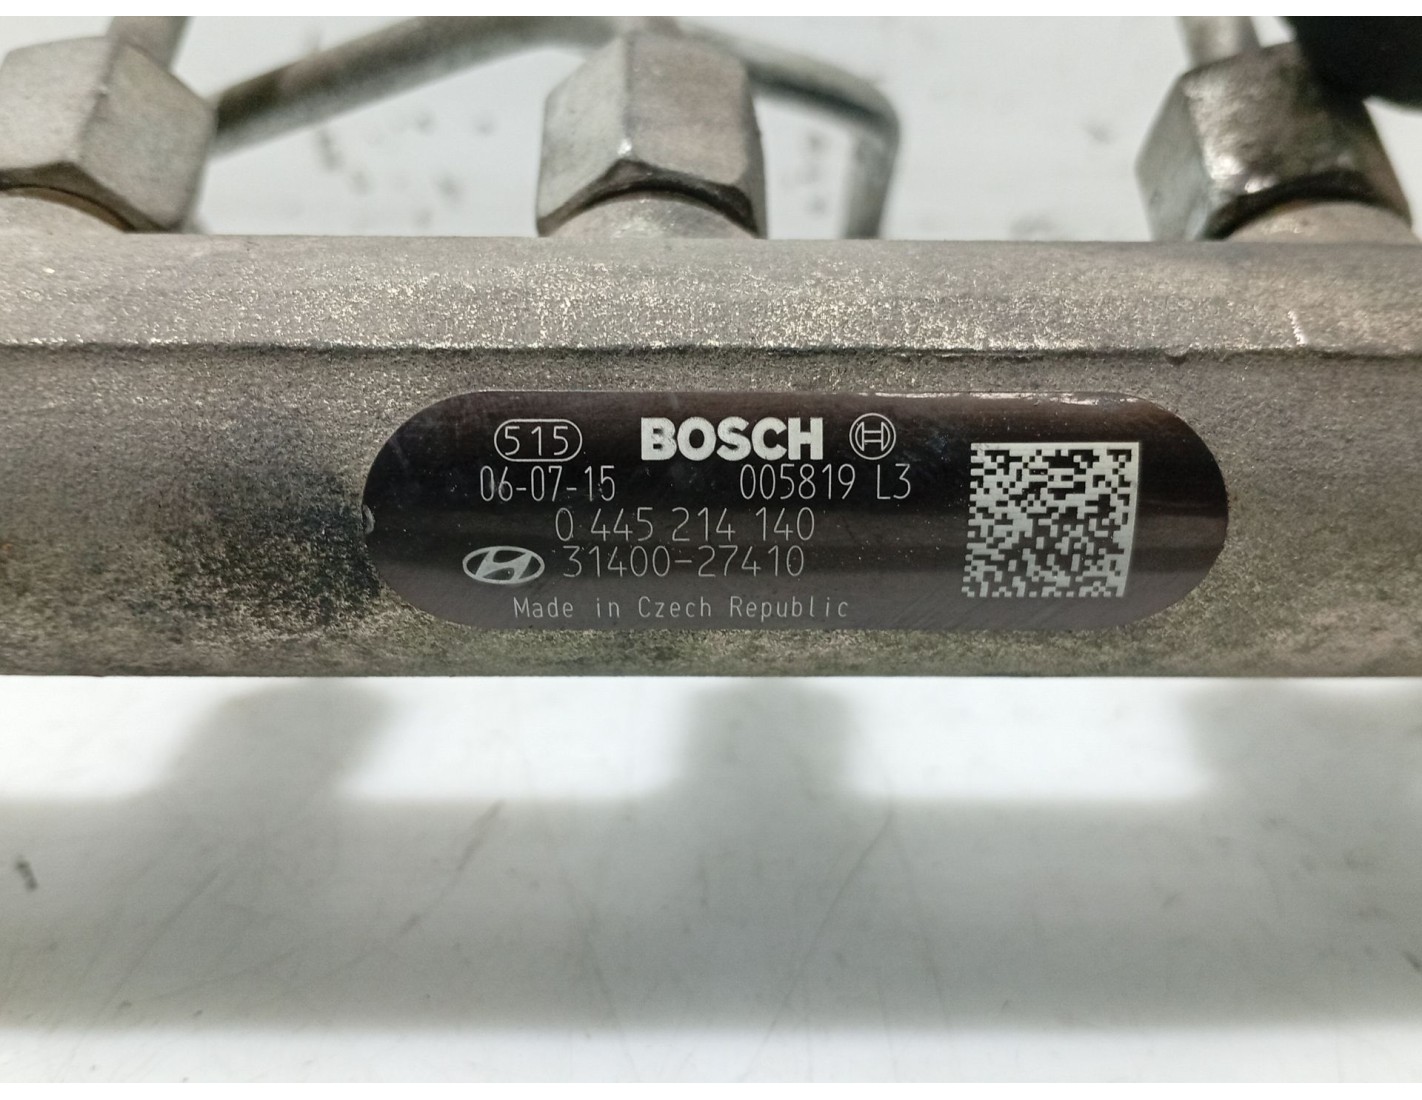 515 BOSCH
06-07-15 005819 L3
0 445 214 140
31400-27410
Made in Czech Republic